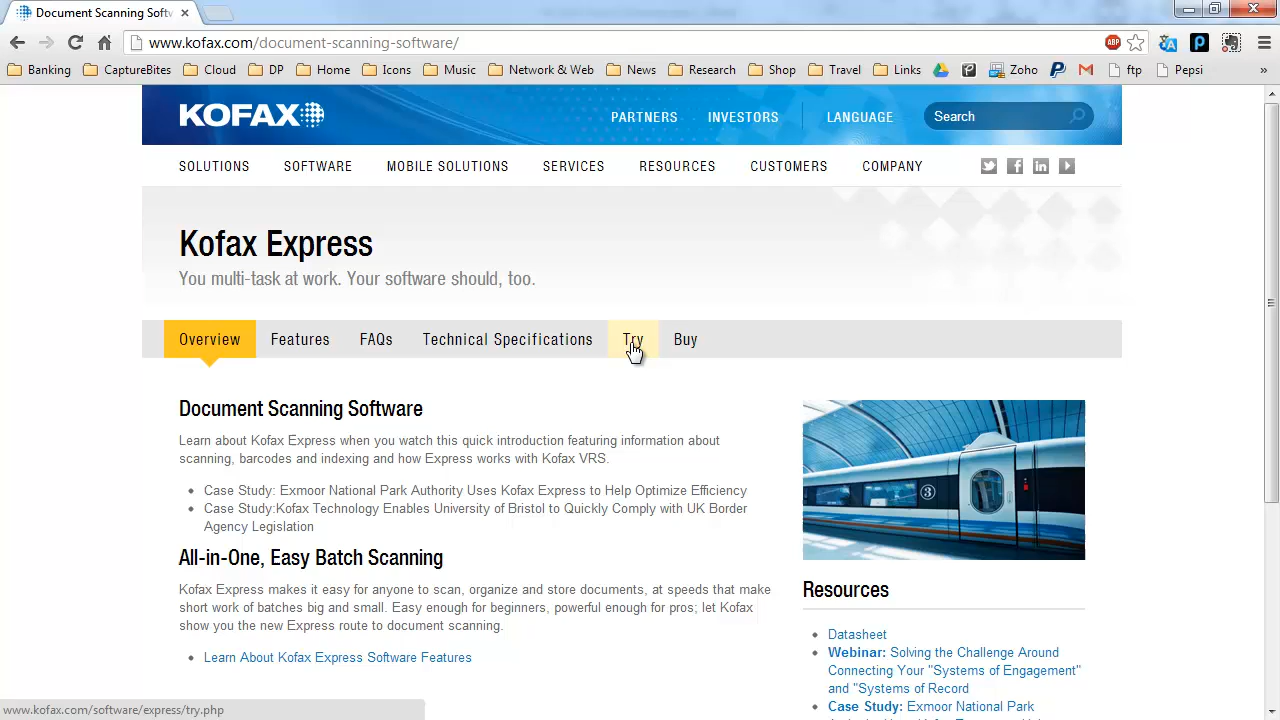 Document Scanning Softw
www.kofax.com/document-scanning-software/
ABP
Banking CaptureBites Cloud DP Home Icons Music Network & Web News Research Shop Travel Links Zoho ftp Pepsi »
KOFAX
PARTNERS INVESTORS LANGUAGE Search
SOLUTIONS SOFTWARE MOBILE SOLUTIONS SERVICES RESOURCES CUSTOMERS COMPANY
Kofax Express
You multi-task at work. Your software should, too.
Overview Features FAQs Technical Specifications Try Buy
Document Scanning Software
Learn about Kofax Express when you watch this quick introduction featuring information about
scanning, barcodes and indexing and how Express works with Kofax VRS.
• Case Study: Exmoor National Park Authority Uses Kofax Express to Help Optimize Efficiency
• Case Study:Kofax Technology Enables University of Bristol to Quickly Comply with UK Border
Agency Legislation
All-in-One, Easy Batch Scanning
Kofax Express makes it easy for anyone to scan, organize and store documents, at speeds that make
short work of batches big and small. Easy enough for beginners, powerful enough for pros; let Kofax
show you the new Express route to document scanning.
• Learn About Kofax Express Software Features
3
Resources
• Datasheet
• Webinar: Solving the Challenge Around
Connecting Your "Systems of Engagement"
and "Systems of Record
• Case Study: Exmoor National Park
www.kofax.com/software/express/try.php